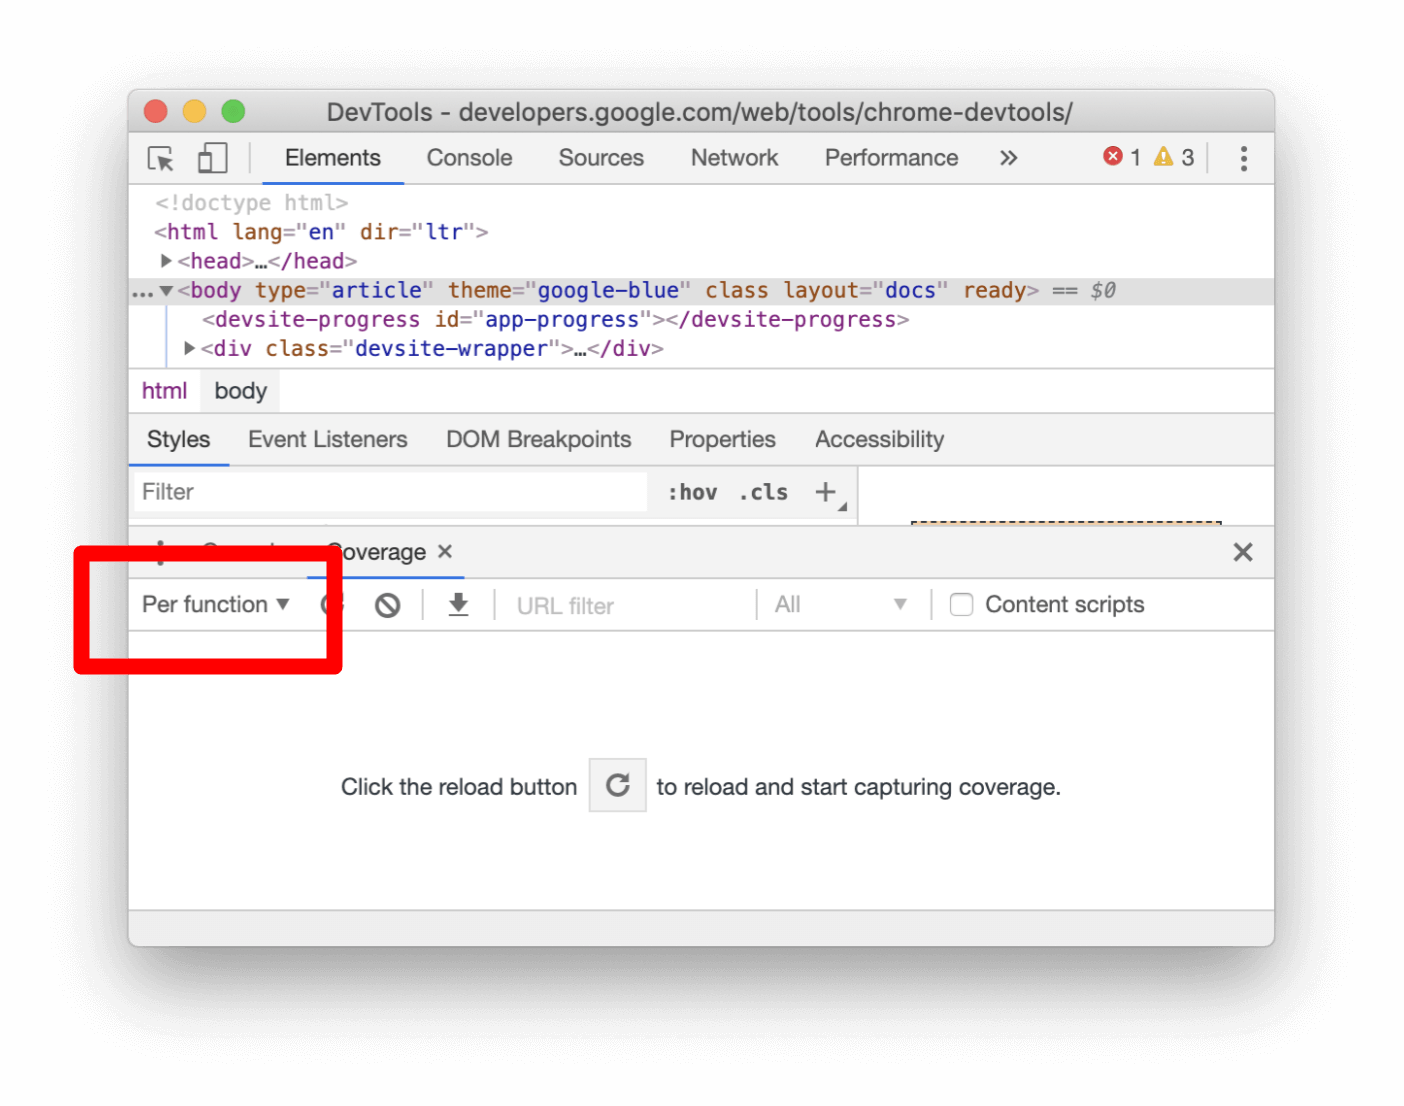 DevTools - developers.google.com/web/tools/chrome-devtools/
Elements Console Sources Network Performance » 1 3
<!doctype html>
<html lang="en" dir="ltr">
▶<head>…</head>
…▼<body type="article" theme="google-blue" class layout="docs" ready> == $0
<devsite-progress id="app-progress"></devsite-progress>
▶<div class="devsite-wrapper">…</div>
html body
Styles Event Listeners DOM Breakpoints Properties Accessibility
Filter :hov .cls +
Coverage ×
Per function ▼ URL filter All ▼ Content scripts
Click the reload button to reload and start capturing coverage.